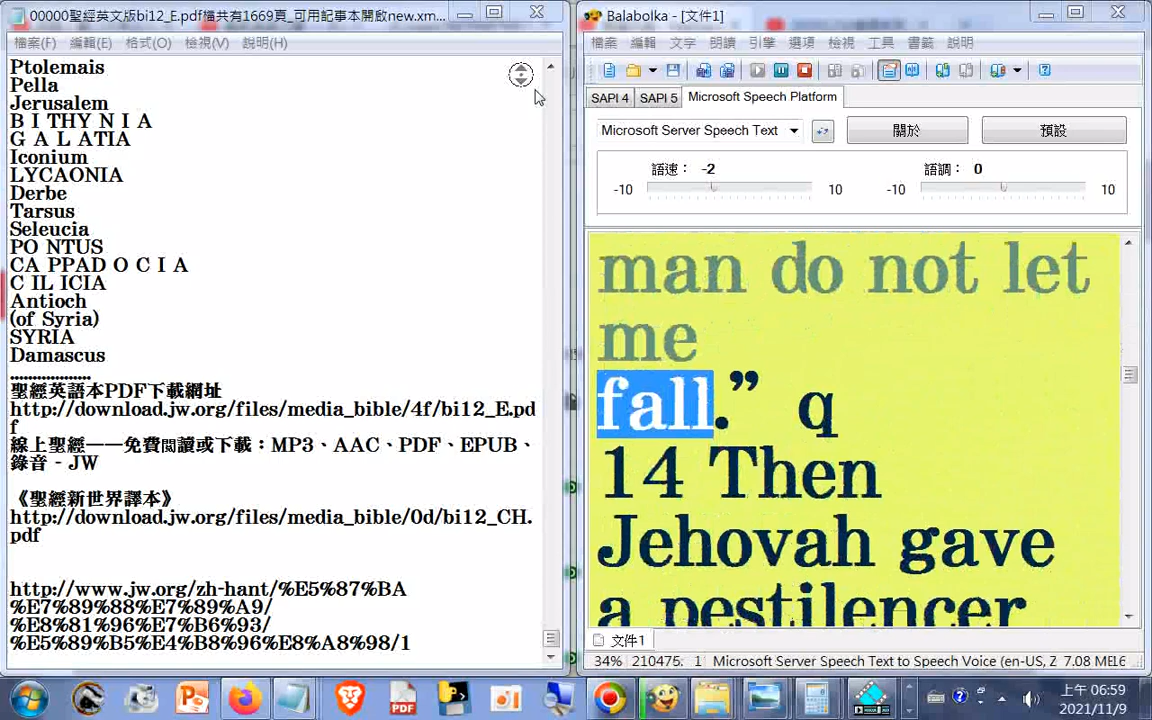 00000聖經英文版bi12_E.pdf檔共有1669頁_可用記事本開啟new.xm...
檔案(F) 編輯(E) 格式(O) 檢視(V) 說明(H)
Ptolemais
Pella
Jerusalem
B I THY N I A
G A L ATIA
Iconium
LYCAONIA
Derbe
Tarsus
Seleucia
PO NTUS
CA PPAD O C I A
C IL ICIA
Antioch
(of Syria)
SYRIA
Damascus
..................
聖經英語本PDF下載網址
http://download.jw.org/files/media_bible/4f/bi12_E.pd
f
線上聖經——免費閱讀或下載：MP3、AAC、PDF、EPUB、
錄音 - JW
《聖經新世界譯本》
http://download.jw.org/files/media_bible/0d/bi12_CH.
pdf
http://www.jw.org/zh-hant/%E5%87%BA
%E7%89%88%E7%89%A9/
%E8%81%96%E7%B6%93/
%E5%89%B5%E4%B8%96%E8%A8%98/1
Balabolka - [文件1]
檔案 編輯 文字 朗讀 引擎 選項 檢視 工具 書籤 說明
SAPI 4 SAPI 5 Microsoft Speech Platform
Microsoft Server Speech Text 關於 預設
語速： -2 語調： 0
-10 10 -10 10
man do not let
me
fall.” q
14 Then
Jehovah gave
a pestilencer
文件1
34% 210475. 1 Microsoft Server Speech Text to Speech Voice (en-US, Z 7.08 ME
PDF
上午 06:59
2021/11/9